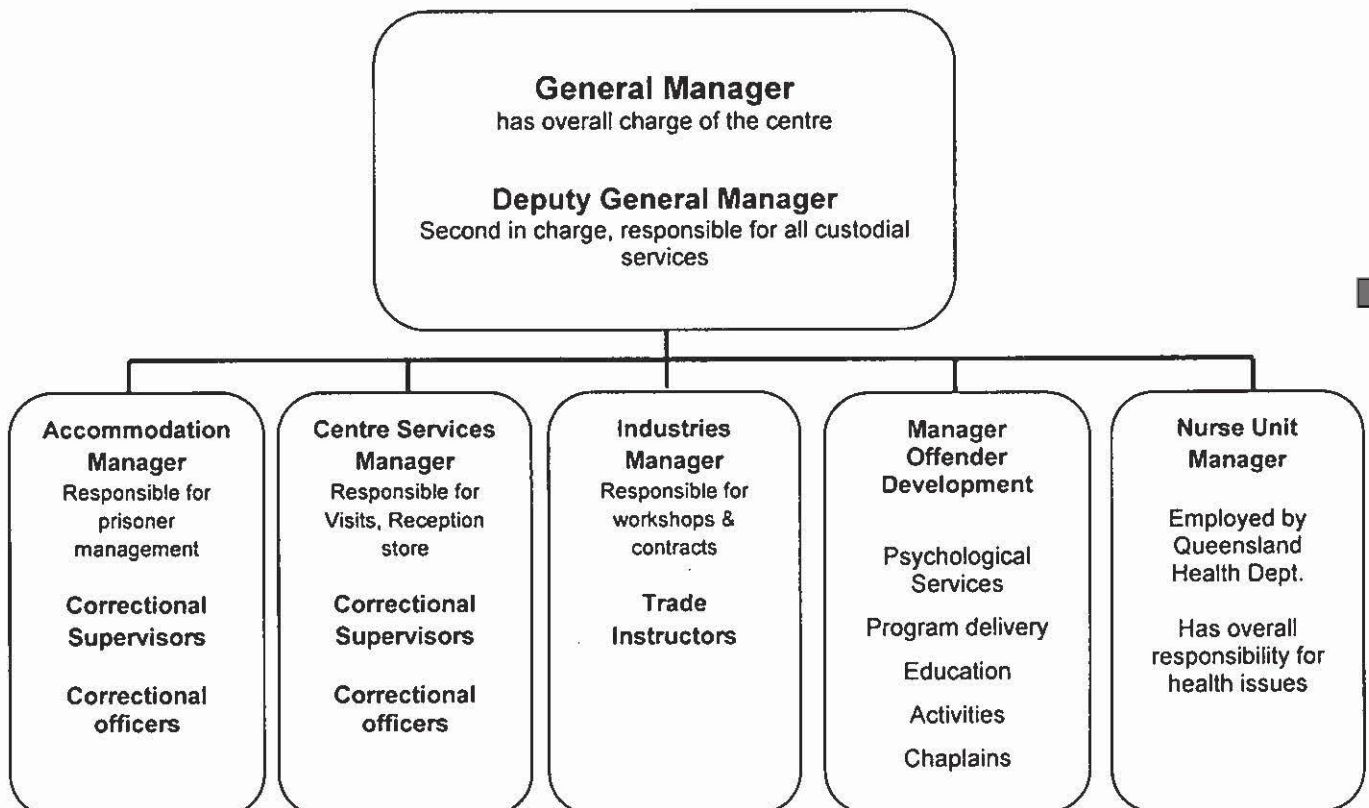 General Manager
has overall charge of the centre
Deputy General Manager
Second in charge, responsible for all custodial
services
Accommodation
Manager
Responsible for
prisoner
management
Correctional
Supervisors
Correctional
officers
Centre Services
Manager
Responsible for
Visits, Reception
store
Correctional
Supervisors
Correctional
officers
Industries
Manager
Responsible for
workshops &
contracts
Trade
Instructors
Manager
Offender
Development
Psychological
Services
Program delivery
Education
Activities
Chaplains
Nurse Unit
Manager
Employed by
Queensland
Health Dept.
Has overall
responsibility for
health issues